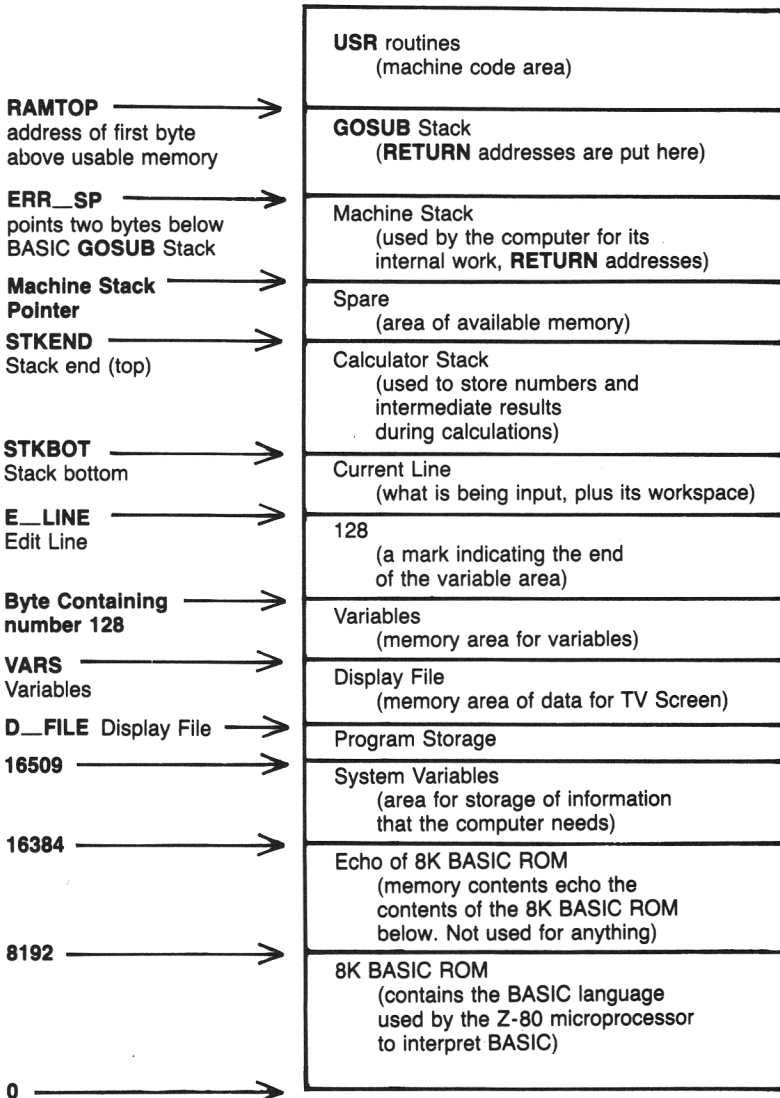 USR routines
(machine code area)
RAMTOP
address of first byte
above usable memory
GOSUB Stack
(RETURN addresses are put here)
ERR__SP
points two bytes below
BASIC GOSUB Stack
Machine Stack
(used by the computer for its
internal work, RETURN addresses)
Machine Stack
Pointer
Spare
(area of available memory)
STKEND
Stack end (top)
Calculator Stack
(used to store numbers and
intermediate results
during calculations)
STKBOT
Stack bottom
Current Line
(what is being input, plus its workspace)
E__LINE
Edit Line
128
(a mark indicating the end
of the variable area)
Byte Containing
number 128
Variables
(memory area for variables)
VARS
Variables
Display File
(memory area of data for TV Screen)
D__FILE Display File
Program Storage
16509
System Variables
(area for storage of information
that the computer needs)
16384
Echo of 8K BASIC ROM
(memory contents echo the
contents of the 8K BASIC ROM
below. Not used for anything)
8192
8K BASIC ROM
(contains the BASIC language
used by the Z-80 microprocessor
to interpret BASIC)
0